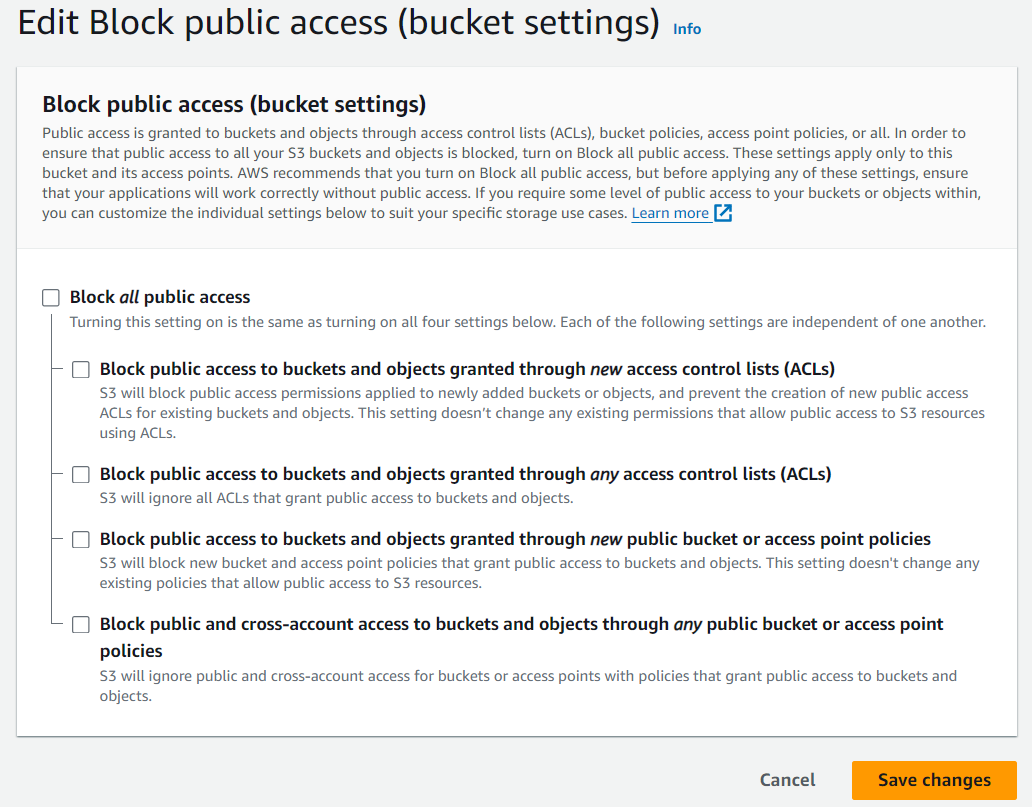 Edit Block public access (bucket settings) Info
Block public access (bucket settings)
Public access is granted to buckets and objects through access control lists (ACLs), bucket policies, access point policies, or all. In order to
ensure that public access to all your S3 buckets and objects is blocked, turn on Block all public access. These settings apply only to this
bucket and its access points. AWS recommends that you turn on Block all public access, but before applying any of these settings, ensure
that your applications will work correctly without public access. If you require some level of public access to your buckets or objects within,
you can customize the individual settings below to suit your specific storage use cases. Learn more
Block all public access
Turning this setting on is the same as turning on all four settings below. Each of the following settings are independent of one another.
Block public access to buckets and objects granted through new access control lists (ACLs)
S3 will block public access permissions applied to newly added buckets or objects, and prevent the creation of new public access
ACLs for existing buckets and objects. This setting doesn't change any existing permissions that allow public access to S3 resources
using ACLs.
Block public access to buckets and objects granted through any access control lists (ACLs)
S3 will ignore all ACLs that grant public access to buckets and objects.
Block public access to buckets and objects granted through new public bucket or access point policies
S3 will block new bucket and access point policies that grant public access to buckets and objects. This setting doesn't change any
existing policies that allow public access to S3 resources.
Block public and cross-account access to buckets and objects through any public bucket or access point
policies
S3 will ignore public and cross-account access for buckets or access points with policies that grant public access to buckets and
objects.
Cancel
Save changes